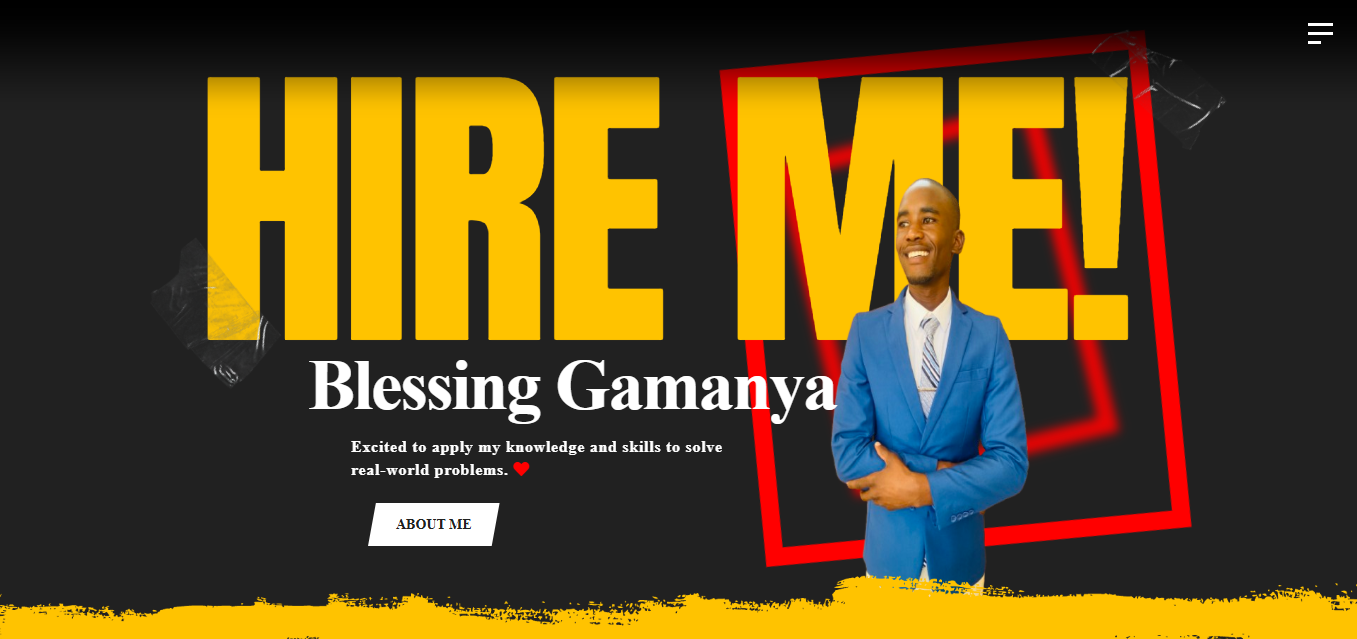 HIRE ME!
Blessing Gamanya
Excited to apply my knowledge and skills to solve
real-world problems.
ABOUT ME